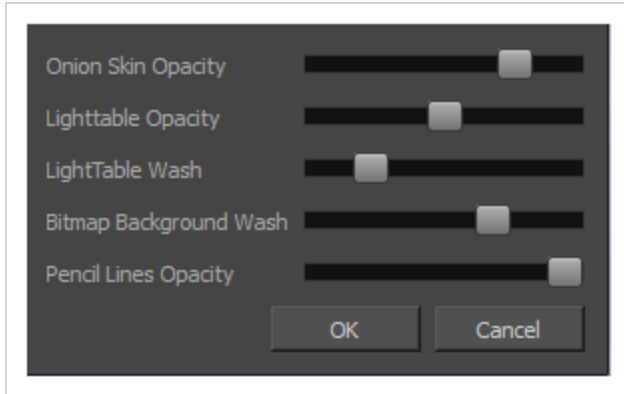 Onion Skin Opacity
Lighttable Opacity
LightTable Wash
Bitmap Background Wash
Pencil Lines Opacity
OK Cancel